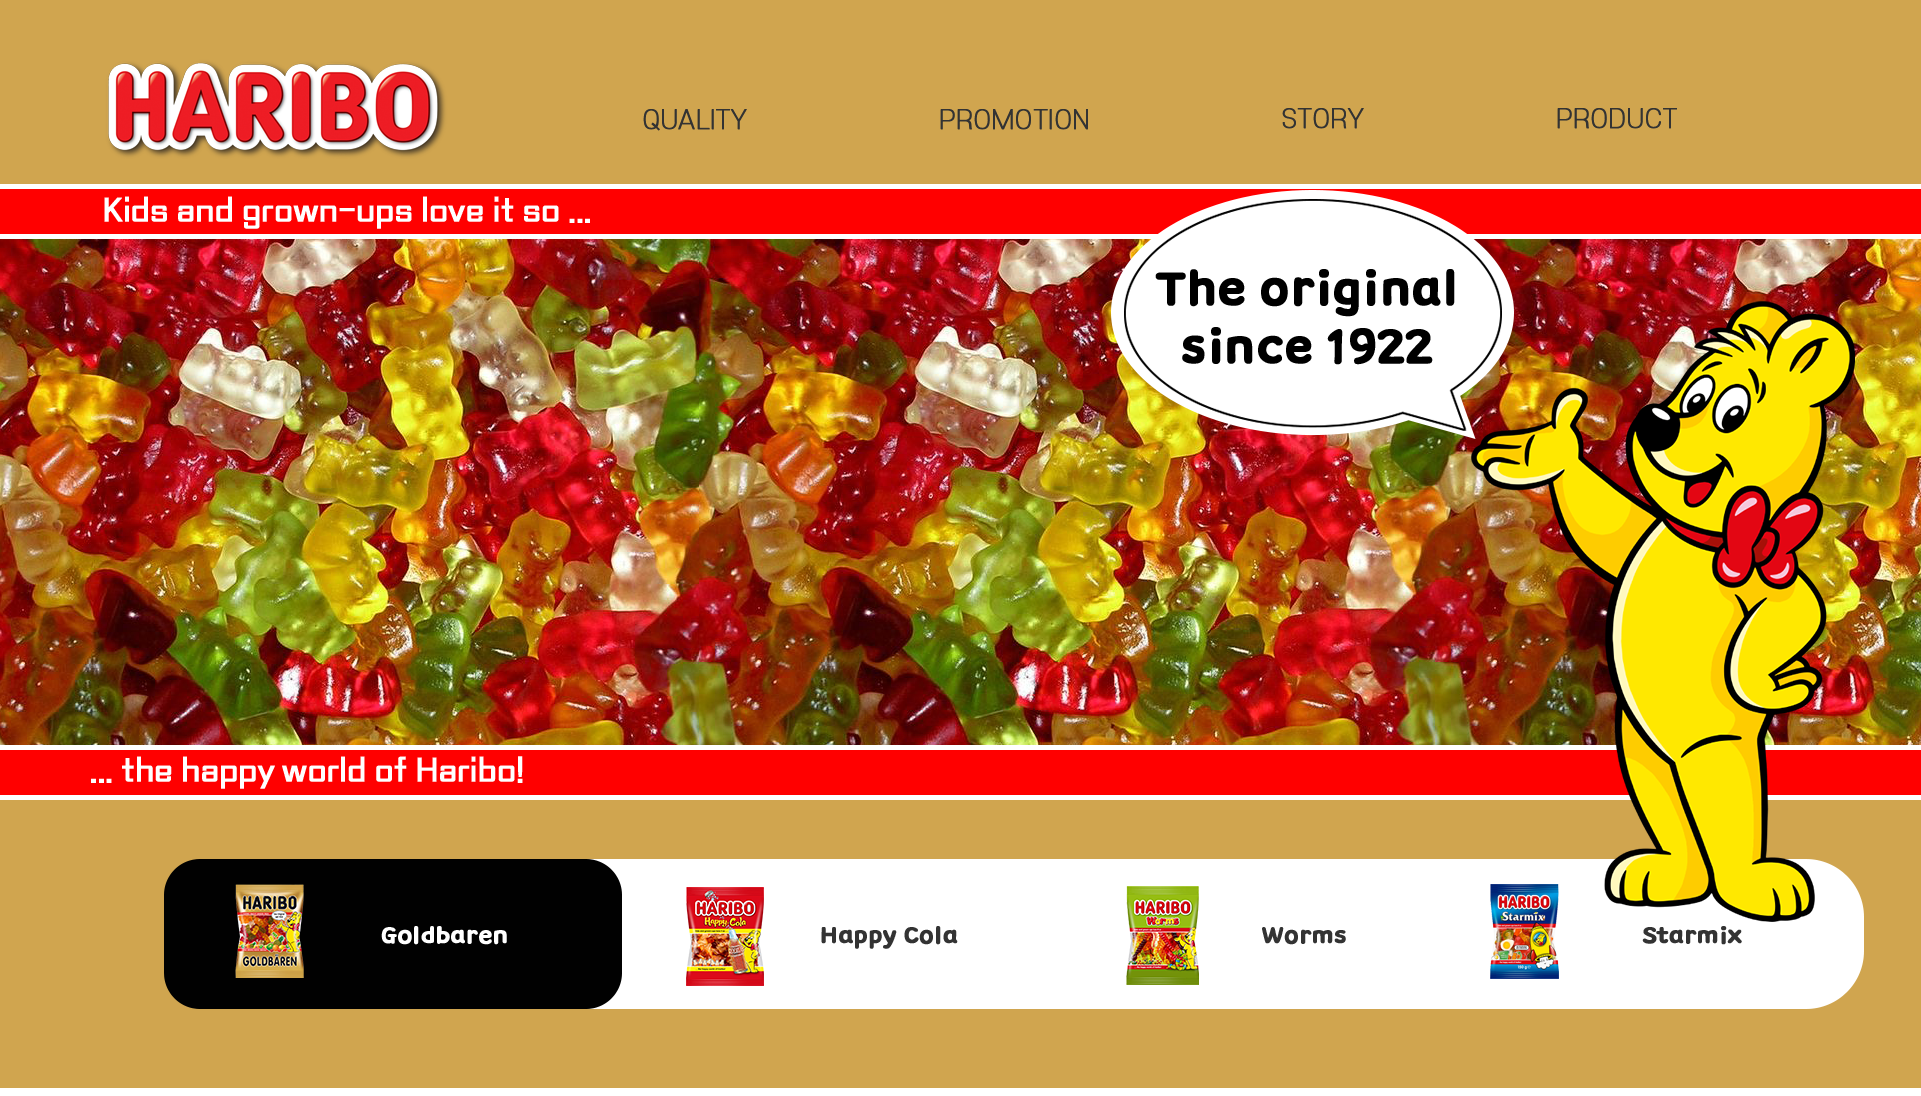 HARIBO
QUALITY
PROMOTION
STORY
PRODUCT
Kids and grown-ups love it so ...
The original
since 1922
... the happy world of Haribo!
HARIBO
GOLDBAREN
Goldbaren
HARIBO
Happy Cola
Happy Cola
HARIBO
Worms
Worms
HARIBO
Starmix
Starmix